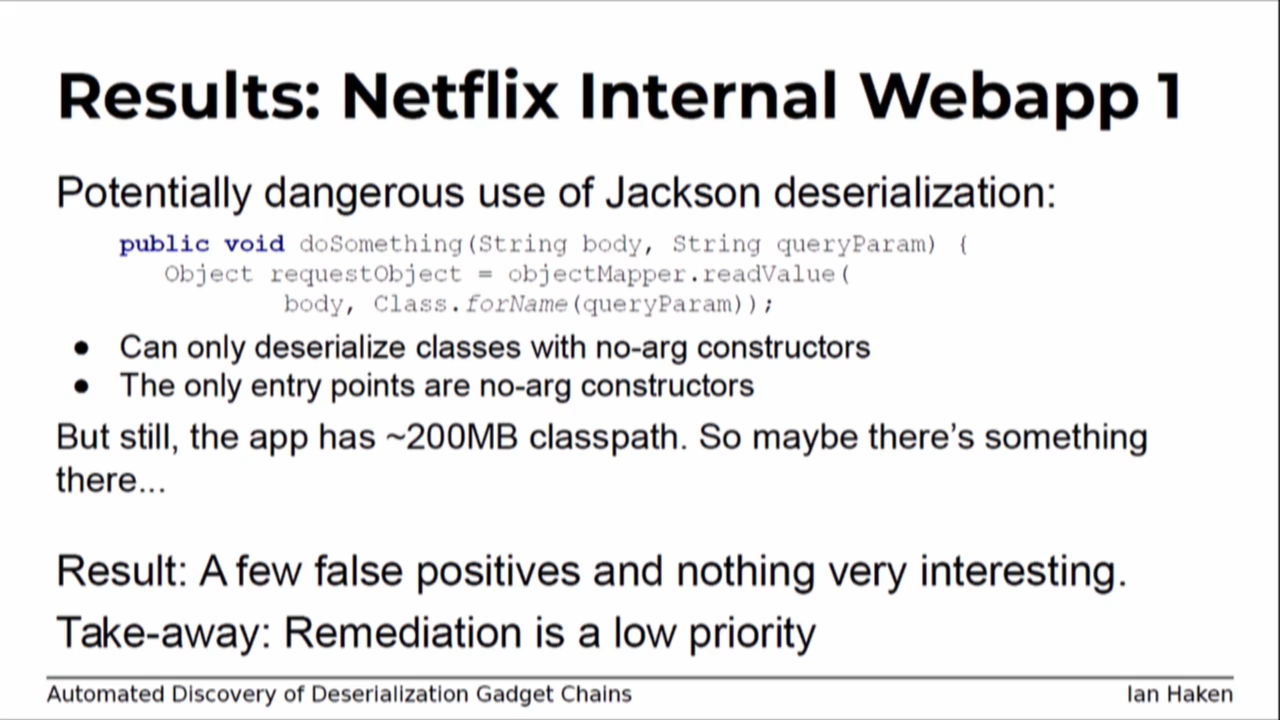 Results: Netflix Internal Webapp 1
Potentially dangerous use of Jackson deserialization:
public void doSomething(String body, String queryParam) {
Object requestObject = objectMapper.readValue(
body, Class.forName(queryParam));
● Can only deserialize classes with no-arg constructors
● The only entry points are no-arg constructors
But still, the app has ~200MB classpath. So maybe there’s something
there...
Result: A few false positives and nothing very interesting.
Take-away: Remediation is a low priority
Automated Discovery of Deserialization Gadget Chains
Ian Haken